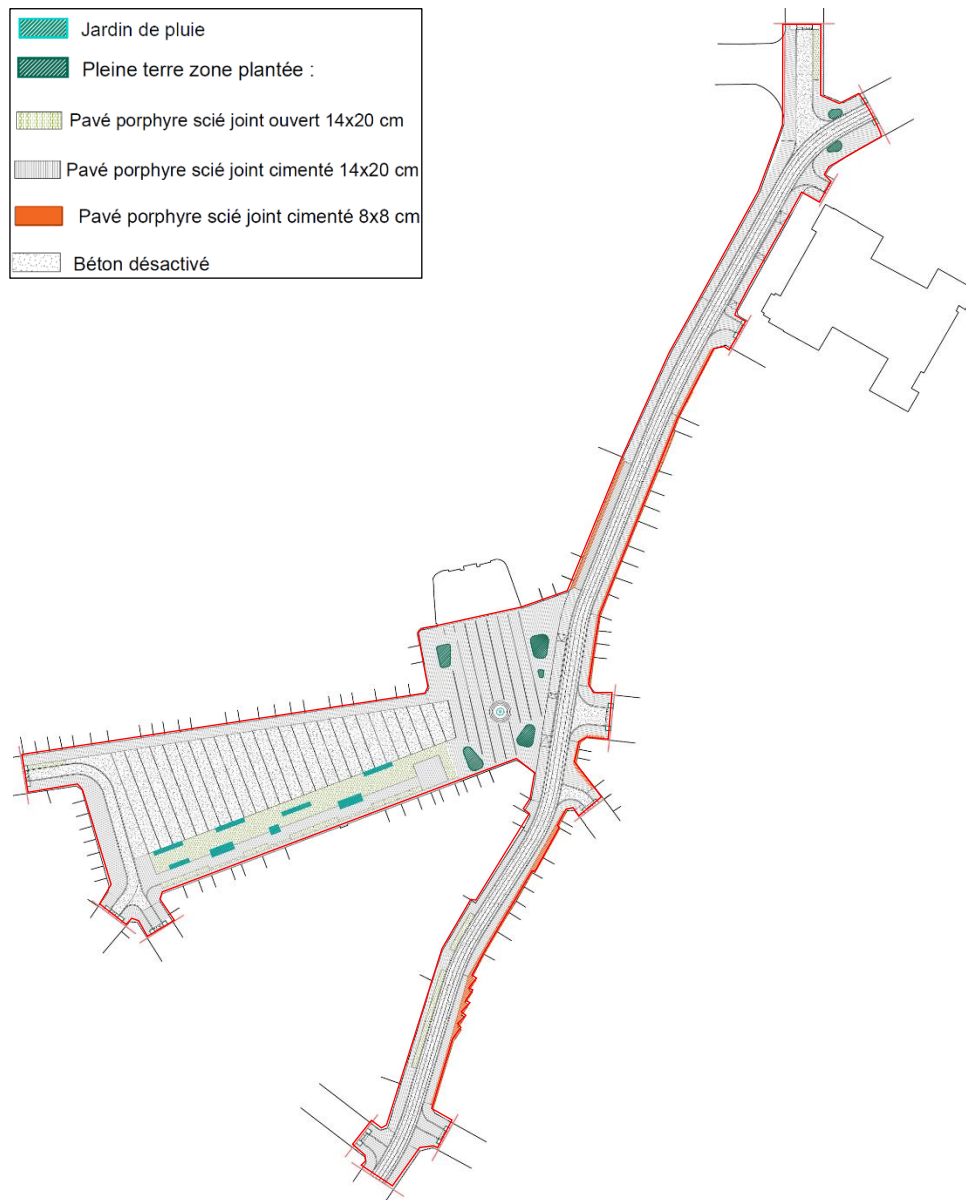 Jardin de pluie
Pleine terre zone plantée :
Pavé porphyre scié joint ouvert 14x20 cm
Pavé porphyre scié joint cimenté 14x20 cm
Pavé porphyre scié joint cimenté 8x8 cm
Béton désactivé